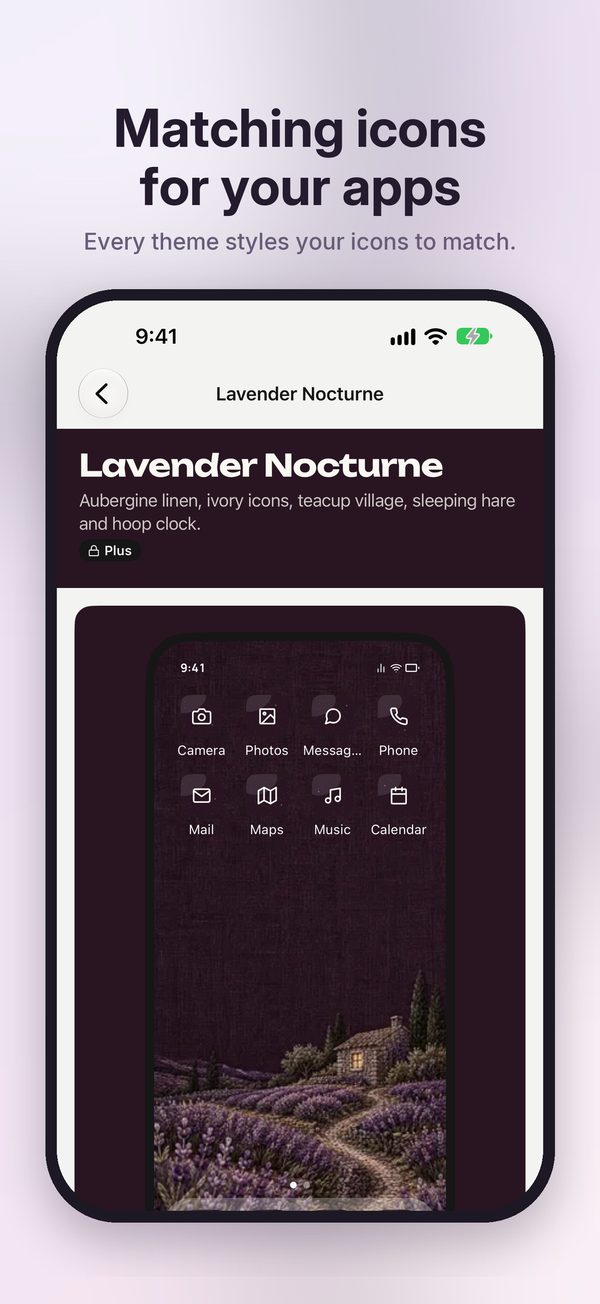 Matching icons
for your apps
Every theme styles your icons to match.
9:41
Lavender Nocturne
Lavender Nocturne
Aubergine linen, ivory icons, teacup village, sleeping hare
and hoop clock.
Plus
9:41
Camera Photos Messag... Phone
Mail Maps Music Calendar